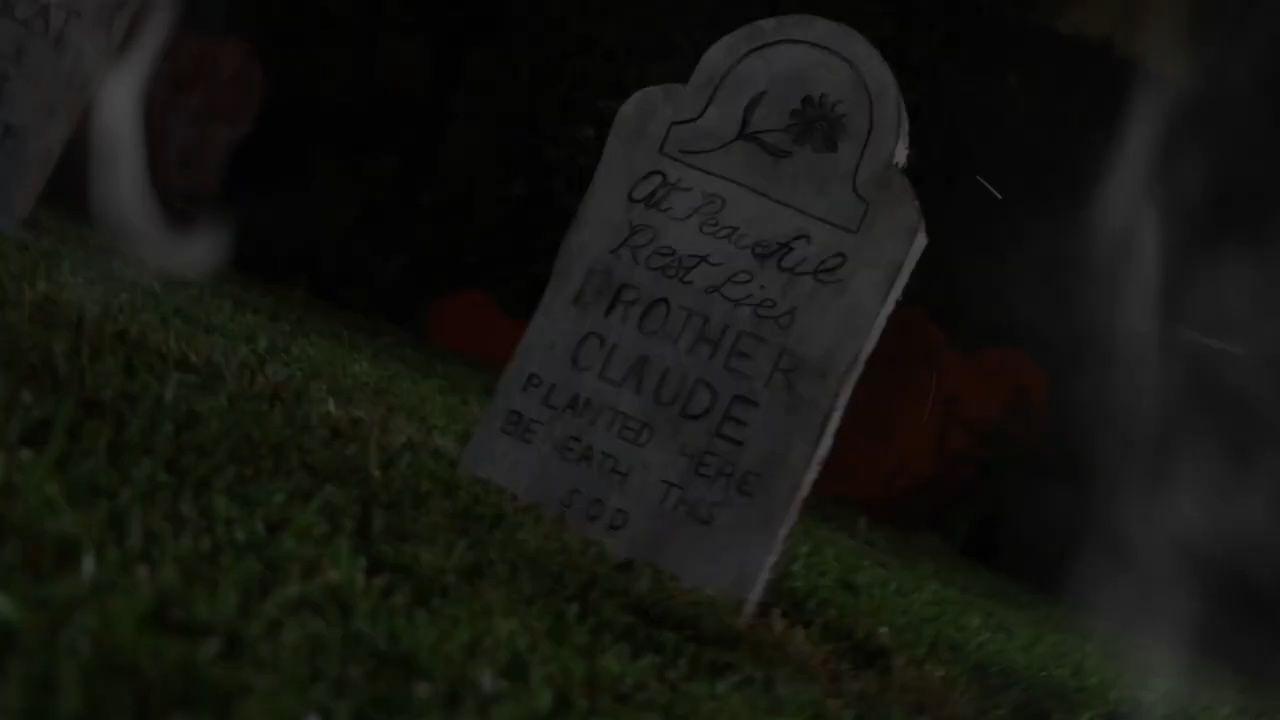 At Peaceful
Rest Lies
BROTHER
CLAUDE
PLANTED HERE
BENEATH THIS
SOD